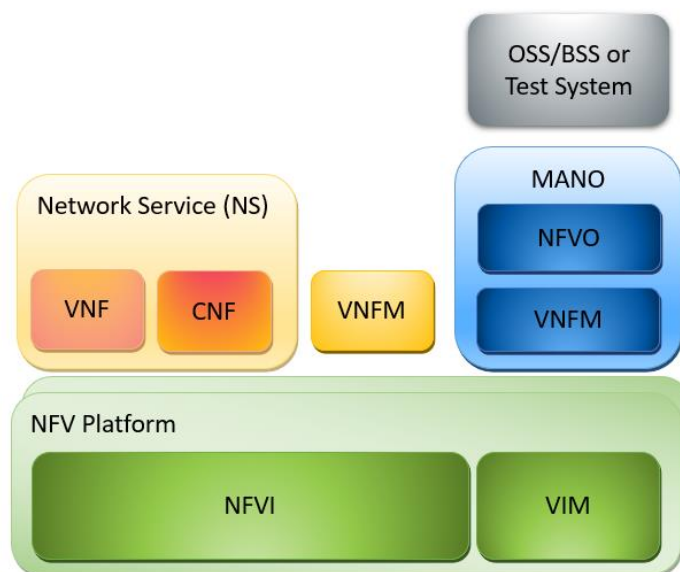 OSS/BSS or
Test System
MANO
Network Service (NS)
NFVO
VNF
CNF
VNFM
VNFM
NFV Platform
NFVI
VIM